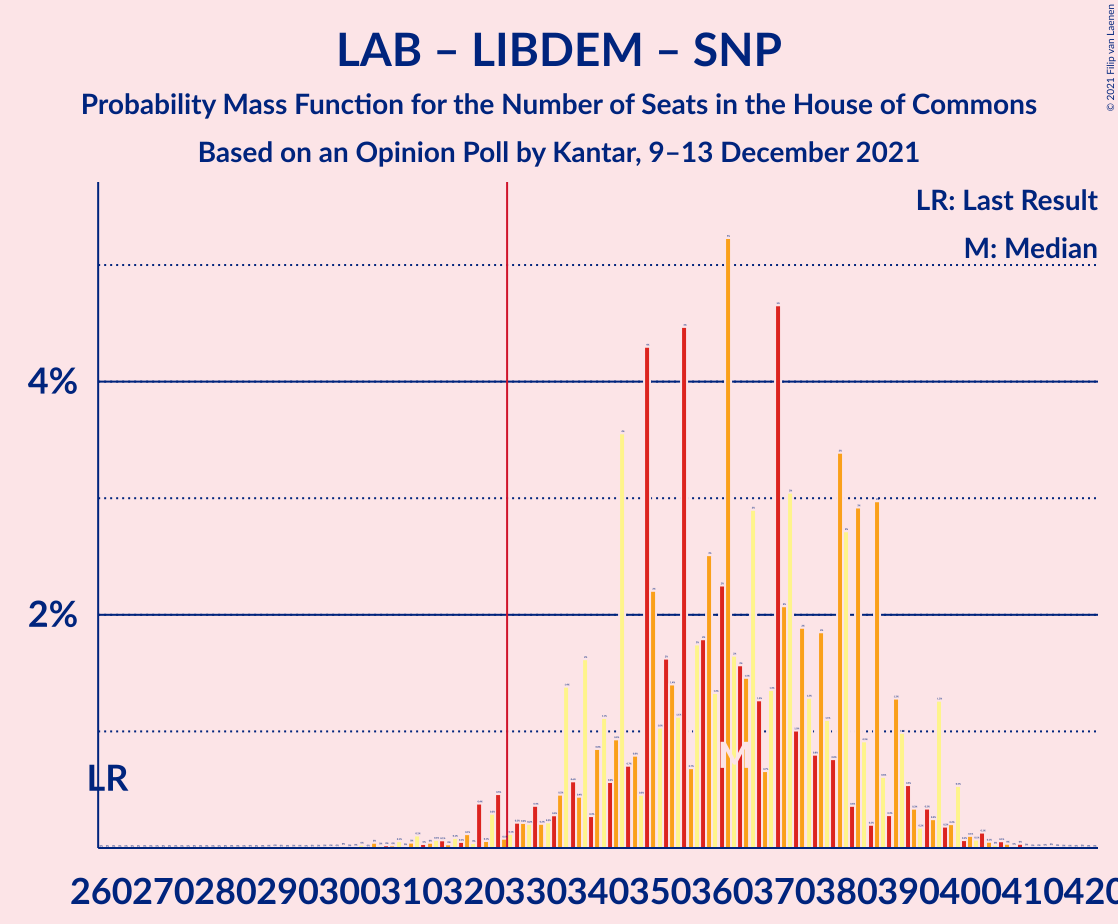 LAB – LIBDEM – SNP
Probability Mass Function for the Number of Seats in the House of Commons
Based on an Opinion Poll by Kantar, 9–13 December 2021
© 2021 Filip van Laenen
LR: Last Result
M: Median
4%
2%
LR
M
260 270 280 290 300 310 320 330 340 350 360 370 380 390 400 410 420